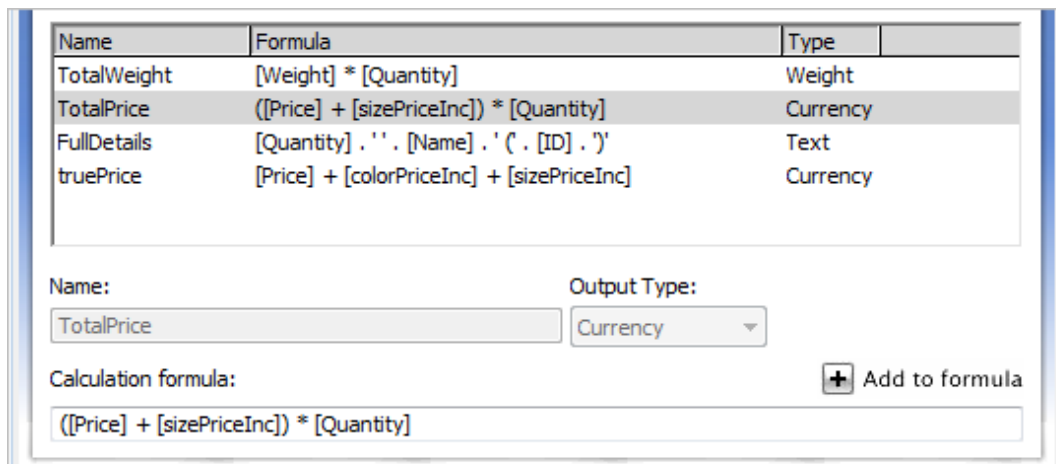 Name Formula Type
TotalWeight [Weight] * [Quantity] Weight
TotalPrice ([Price] + [sizePriceInc]) * [Quantity] Currency
FullDetails [Quantity] . ' ' . [Name] . ' (' . [ID] . ')' Text
truePrice [Price] + [colorPriceInc] + [sizePriceInc] Currency
Name: Output Type:
TotalPrice Currency
Calculation formula: Add to formula
([Price] + [sizePriceInc]) * [Quantity]